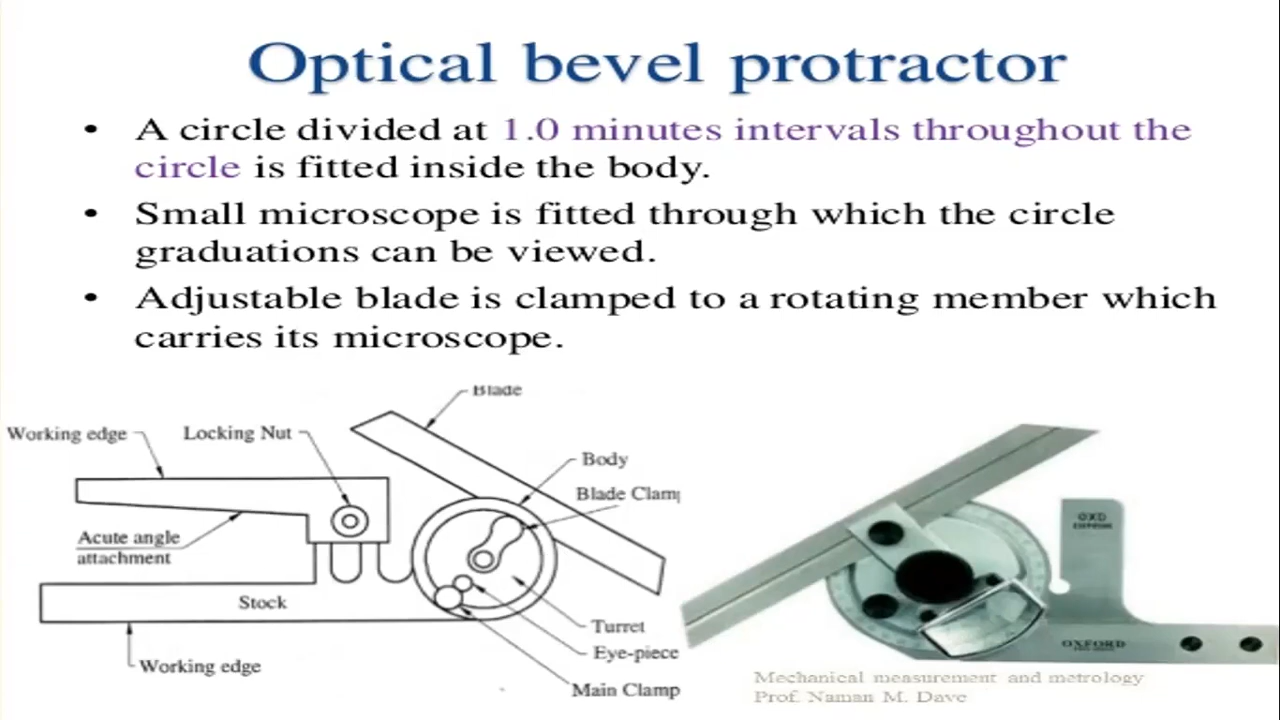 Optical bevel protractor
• A circle divided at 1.0 minutes intervals throughout the
circle is fitted inside the body.
• Small microscope is fitted through which the circle
graduations can be viewed.
• Adjustable blade is clamped to a rotating member which
carries its microscope.
Blade
Working edge
Locking Nut
Body
Blade Clamp
Acute angle
attachment
Stock
Turret
Eye-piece
Working edge
Main Clamp
OXD
OXFORD
Mechanical measurement and metrology
Prof. Naman M. Dave